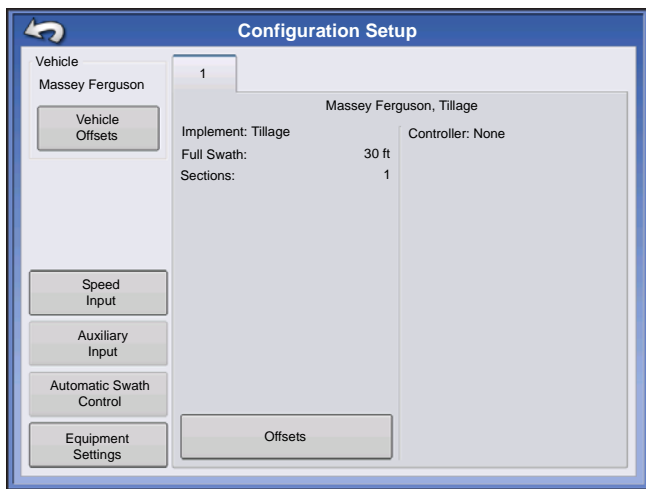 Configuration Setup
Vehicle
Massey Ferguson
Vehicle
Offsets
Speed
Input
Auxiliary
Input
Automatic Swath
Control
Equipment
Settings
1
Massey Ferguson, Tillage
Implement: Tillage
Full Swath: 30 ft
Sections: 1
Controller: None
Offsets